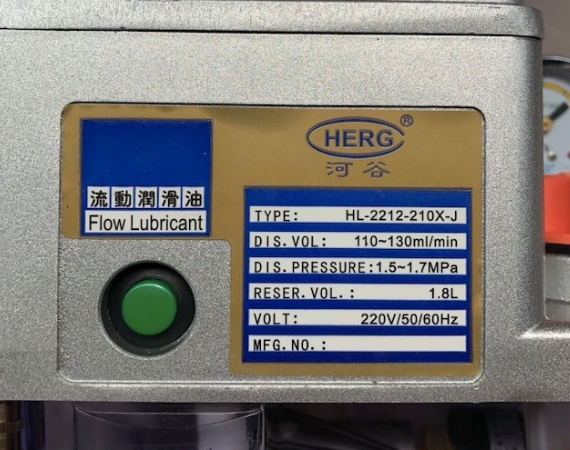 HERG®
河谷
流動潤滑油
Flow Lubricant
TYPE: HL-2212-210X-J
DIS.VOL: 110~130ml/min
DIS.PRESSURE:1.5~1.7MPa
RESER.VOL.: 1.8L
VOLT: 220V/50/60Hz
MFG.NO.: